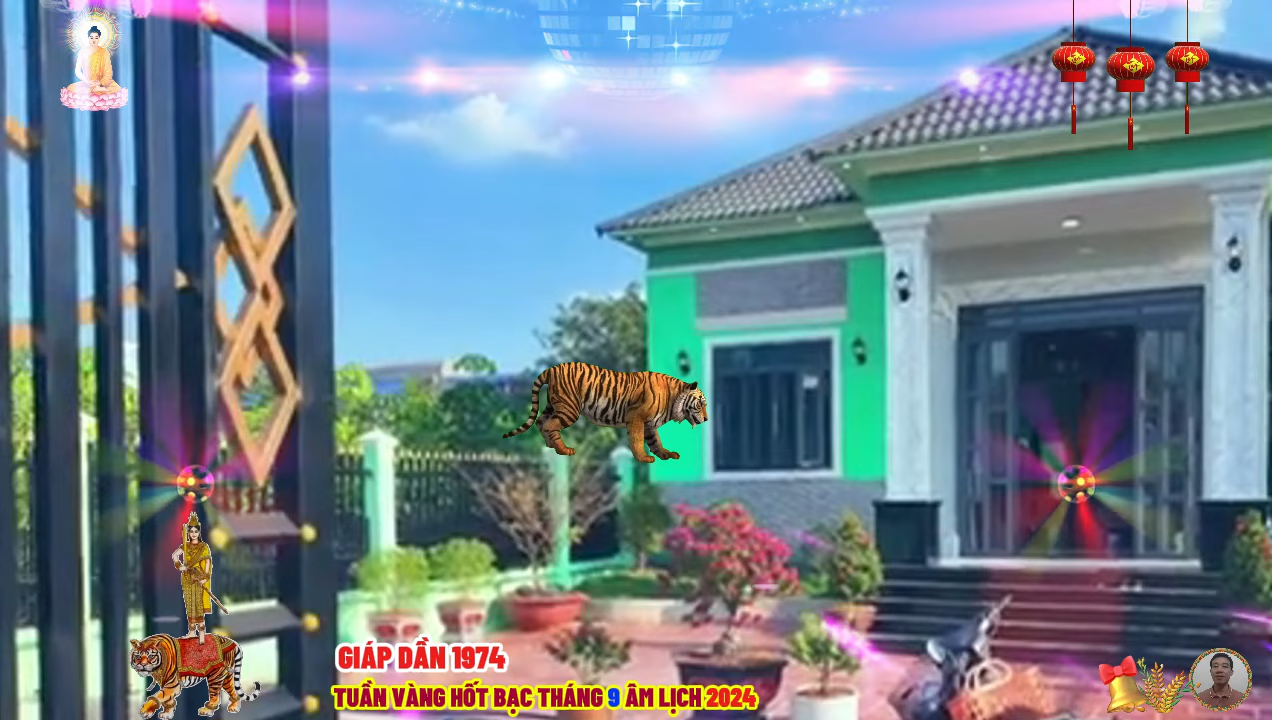 GIÁP DẦN 1974
TUẦN VÀNG HỐT BẠC THÁNG 9 ÂM LỊCH 2024